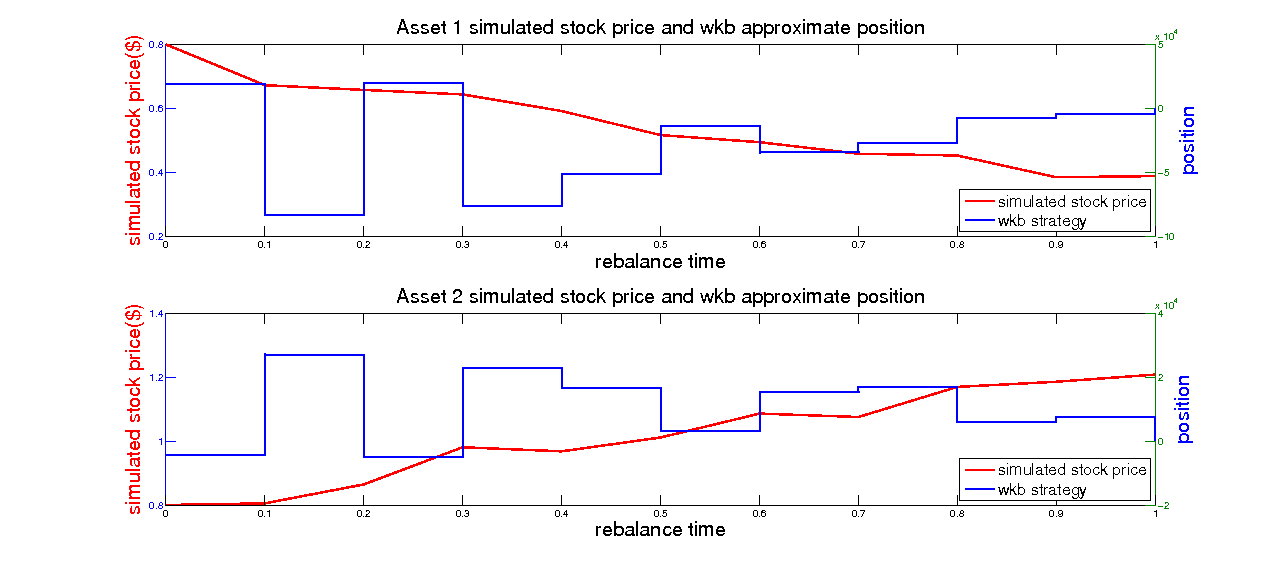 Asset 1 simulated stock price and wkb approximate position
x 10^4
simulated stock price($)
0.8
0.6
0.4
0.2
5
0
-5
-10
position
simulated stock price
wkb strategy
0 0.1 0.2 0.3 0.4 0.5 0.6 0.7 0.8 0.9 1
rebalance time
Asset 2 simulated stock price and wkb approximate position
x 10^4
simulated stock price($)
1.4
1.2
1
0.8
4
2
0
-2
position
simulated stock price
wkb strategy
0 0.1 0.2 0.3 0.4 0.5 0.6 0.7 0.8 0.9 1
rebalance time